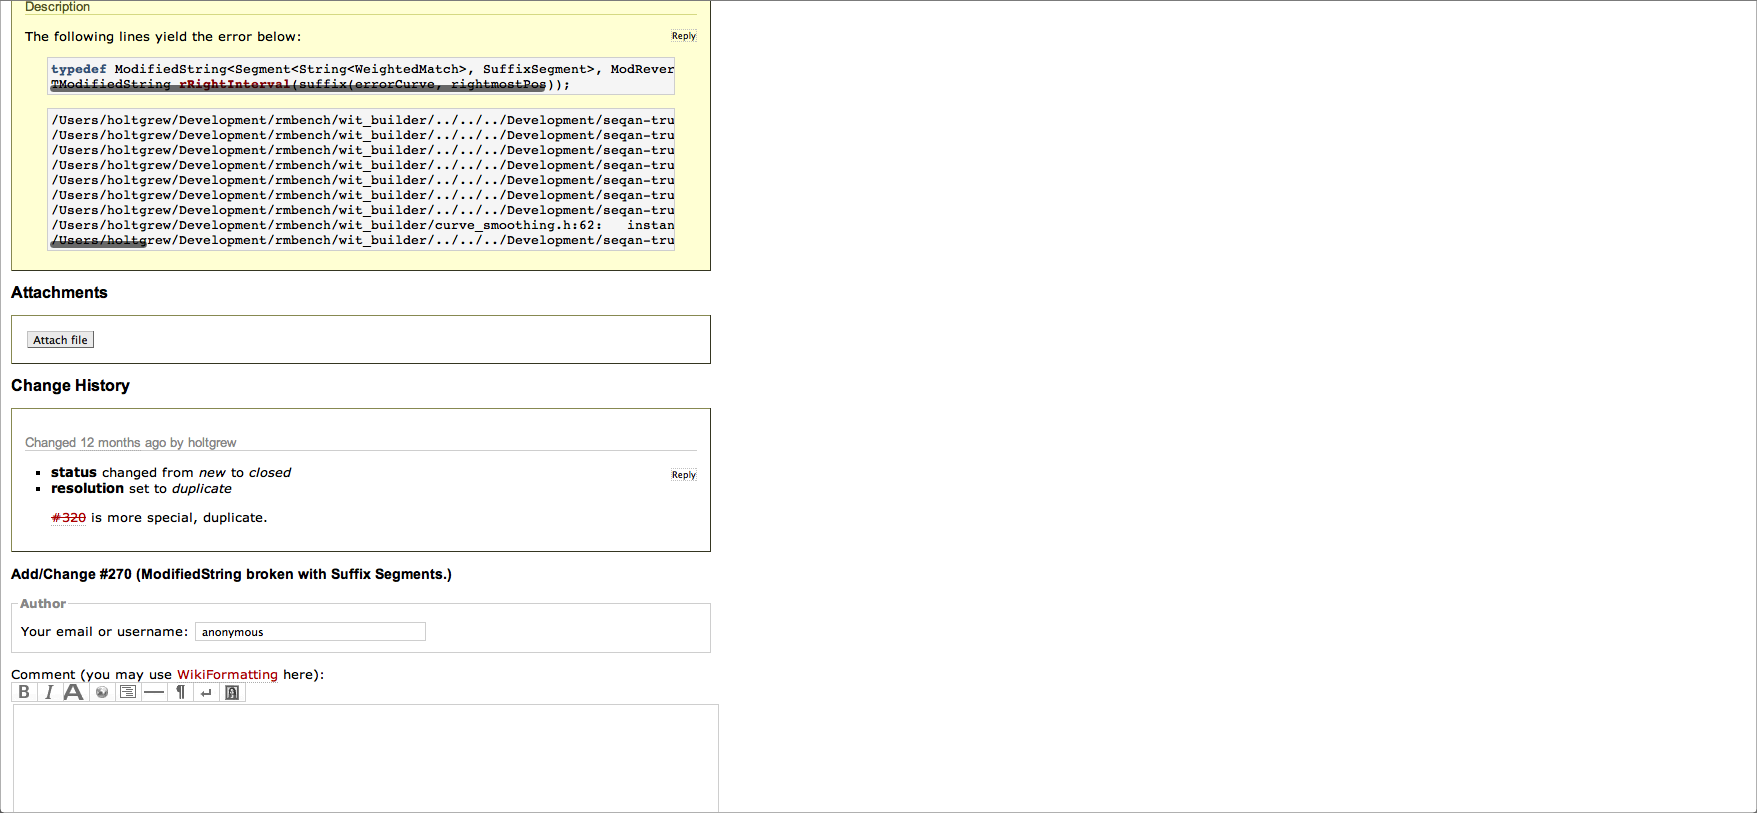 Description
The following lines yield the error below:
Reply
typedef ModifiedString<Segment<String<WeightedMatch>, SuffixSegment>, ModRever
TModifiedString rRightInterval(suffix(errorCurve, rightmostPos));
/Users/holtgrew/Development/rmbench/wit_builder/../../../Development/seqan-tru
/Users/holtgrew/Development/rmbench/wit_builder/../../../Development/seqan-tru
/Users/holtgrew/Development/rmbench/wit_builder/../../../Development/seqan-tru
/Users/holtgrew/Development/rmbench/wit_builder/../../../Development/seqan-tru
/Users/holtgrew/Development/rmbench/wit_builder/../../../Development/seqan-tru
/Users/holtgrew/Development/rmbench/wit_builder/../../../Development/seqan-tru
/Users/holtgrew/Development/rmbench/wit_builder/../../../Development/seqan-tru
/Users/holtgrew/Development/rmbench/wit_builder/curve_smoothing.h:62:   instan
/Users/holtgrew/Development/rmbench/wit_builder/../../../Development/seqan-tru
Attachments
Attach file
Change History
Changed 12 months ago by holtgrew
status changed from new to closed
Reply
resolution set to duplicate
#320 is more special, duplicate.
Add/Change #270 (ModifiedString broken with Suffix Segments.)
Author
Your email or username: anonymous
Comment (you may use WikiFormatting here):
B I A ¶